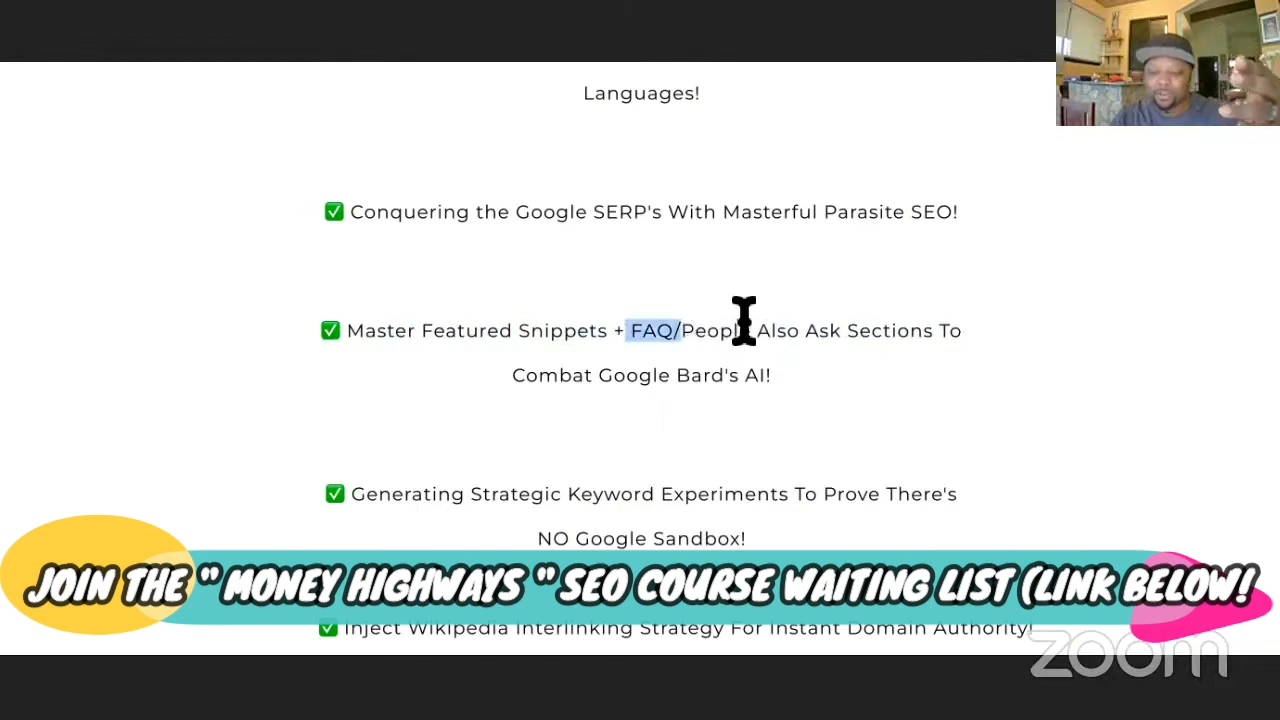 Languages!
✅ Conquering the Google SERP's With Masterful Parasite SEO!
✅ Master Featured Snippets + FAQ/People Also Ask Sections To
Combat Google Bard's AI!
✅ Generating Strategic Keyword Experiments To Prove There's
NO Google Sandbox!
JOIN THE " MONEY HIGHWAYS " SEO COURSE WAITING LIST (LINK BELOW!
✅ Inject Wikipedia Interlinking Strategy For Instant Domain Authority!
zoom